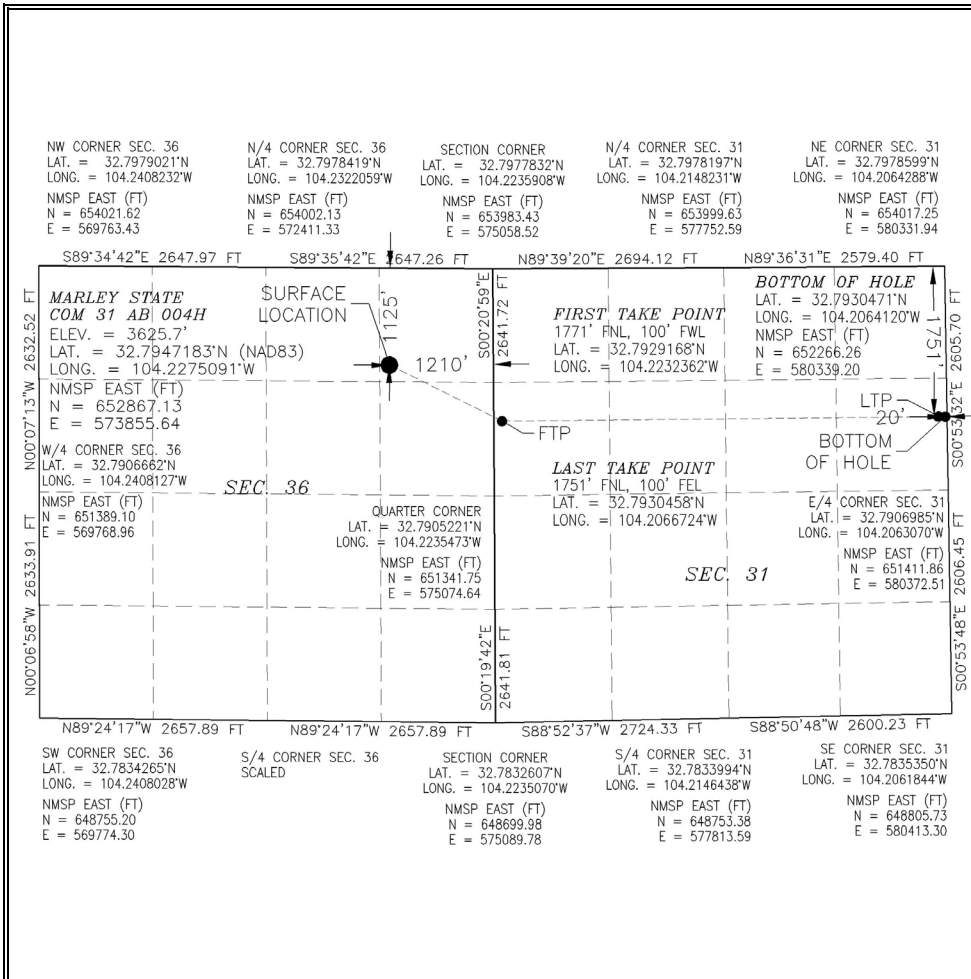 NW CORNER SEC. 36
LAT. = 32.7979021°N
LONG. = 104.2408232°W
NMSP EAST (FT)
N = 654021.62
E = 569763.43
N/4 CORNER SEC. 36
LAT. = 32.7978419°N
LONG. = 104.2322059°W
NMSP EAST (FT)
N = 654002.13
E = 572411.33
SECTION CORNER
LAT. = 32.7977832°N
LONG. = 104.2235908°W
NMSP EAST (FT)
N = 653983.43
E = 575058.52
N/4 CORNER SEC. 31
LAT. = 32.7978197°N
LONG. = 104.2148231°W
NMSP EAST (FT)
N = 653999.63
E = 577752.59
NE CORNER SEC. 31
LAT. = 32.7978599°N
LONG. = 104.2064288°W
NMSP EAST (FT)
N = 654017.25
E = 580331.94
S89°34'42"E 2647.97 FT
S89°35'42"E 2647.26 FT
N89°39'20"E 2694.12 FT
N89°36'31"E 2579.40 FT
N00°07'13"W 2632.52 FT
MARLEY STATE
COM 31 AB 004H
ELEV. = 3625.7'
LAT. = 32.7947183°N (NAD83)
LONG. = 104.2275091°W
NMSP EAST (FT)
N = 652867.13
E = 573855.64
SURFACE
LOCATION
1125'
1210'
S00°20'59"E
2641.72 FT
FIRST TAKE POINT
1771' FNL, 100' FWL
LAT. = 32.7929168°N
LONG. = 104.2232362°W
BOTTOM OF HOLE
LAT. = 32.7930471°N
LONG. = 104.2064120°W
NMSP EAST (FT)
N = 652266.26
E = 580339.20
1751'
S00°53'32"E 2605.70 FT
LTP
20'
FTP
BOTTOM
OF HOLE
W/4 CORNER SEC. 36
LAT. = 32.7906662°N
LONG. = 104.2408127°W
NMSP EAST (FT)
N = 651389.10
E = 569768.96
SEC. 36
QUARTER CORNER
LAT. = 32.7905221°N
LONG. = 104.2235473°W
NMSP EAST (FT)
N = 651341.75
E = 575074.64
LAST TAKE POINT
1751' FNL, 100' FEL
LAT. = 32.7930458°N
LONG. = 104.2066724°W
E/4 CORNER SEC. 31
LAT. = 32.7906985°N
LONG. = 104.2063070°W
NMSP EAST (FT)
N = 651411.86
E = 580372.51
SEC. 31
N00°06'58"W 2633.91 FT
S00°19'42"E
2641.81 FT
S00°53'48"E 2606.45 FT
N89°24'17"W 2657.89 FT
N89°24'17"W 2657.89 FT
S88°52'37"W 2724.33 FT
S88°50'48"W 2600.23 FT
SW CORNER SEC. 36
LAT. = 32.7834265°N
LONG. = 104.2408028°W
NMSP EAST (FT)
N = 648755.20
E = 569774.30
S/4 CORNER SEC. 36
SCALED
SECTION CORNER
LAT. = 32.7832607°N
LONG. = 104.2235070°W
NMSP EAST (FT)
N = 648699.98
E = 575089.78
S/4 CORNER SEC. 31
LAT. = 32.7833994°N
LONG. = 104.2146438°W
NMSP EAST (FT)
N = 648753.38
E = 577813.59
SE CORNER SEC. 31
LAT. = 32.7835350°N
LONG. = 104.2061844°W
NMSP EAST (FT)
N = 648805.73
E = 580413.30